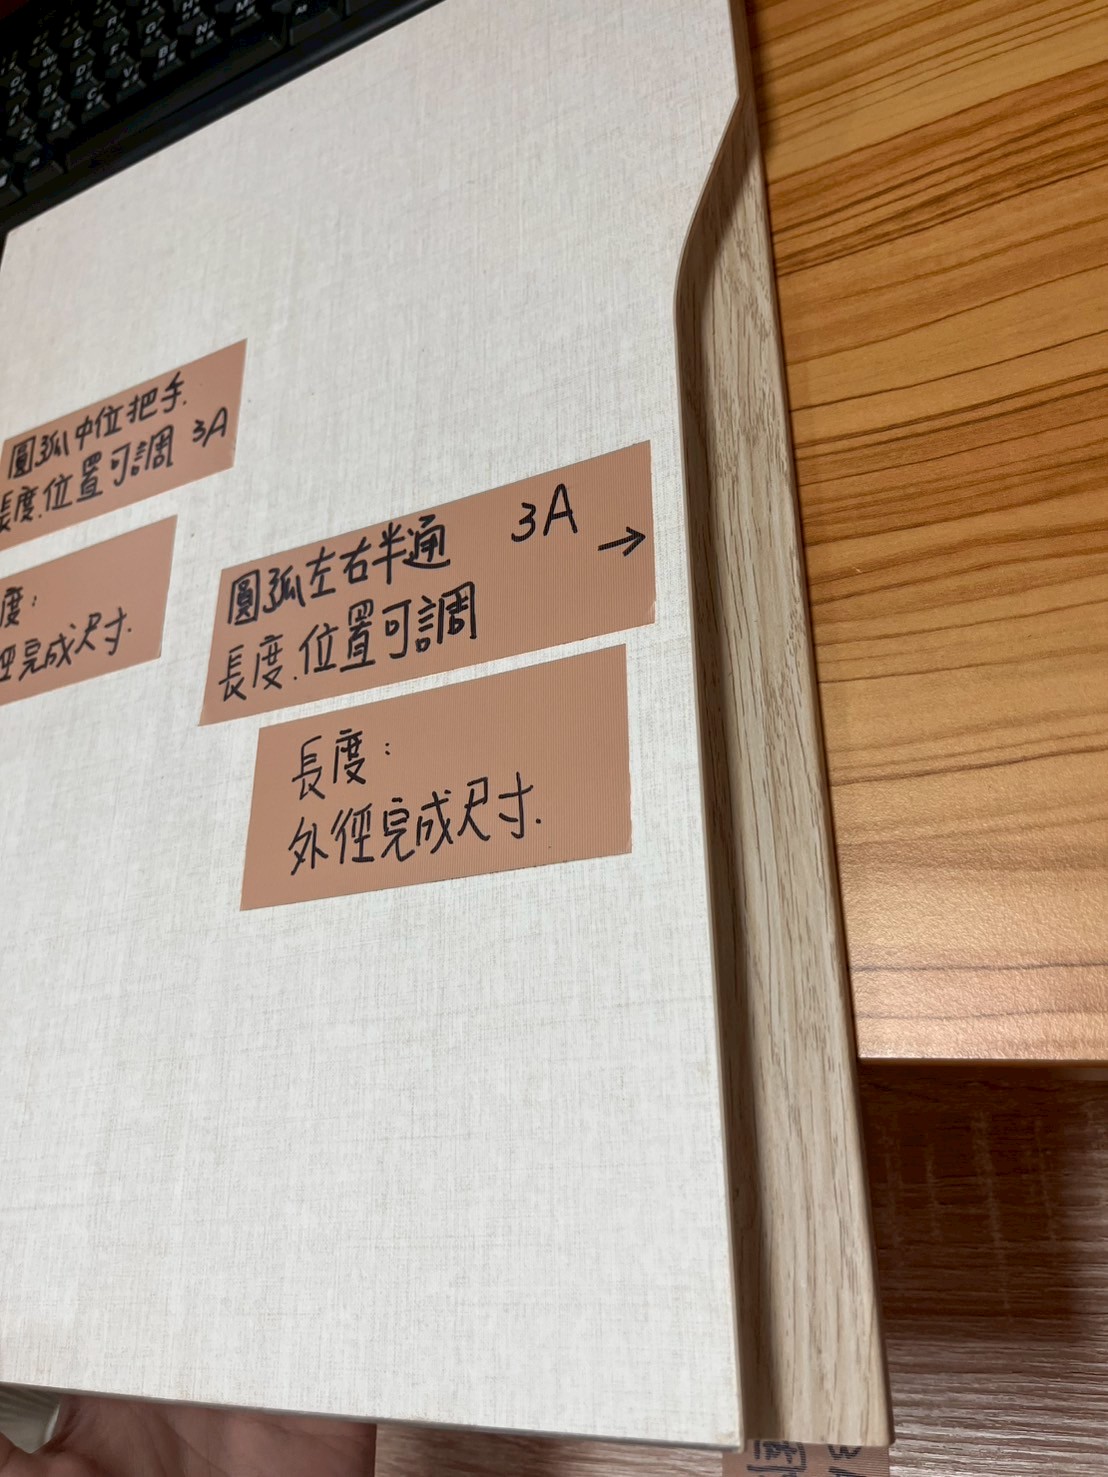 圓弧中位把手
長度.位置可調 3A
度:
徑完成尺寸.
圓弧左右半通 3A →
長度.位置可調
長度:
外徑完成尺寸.